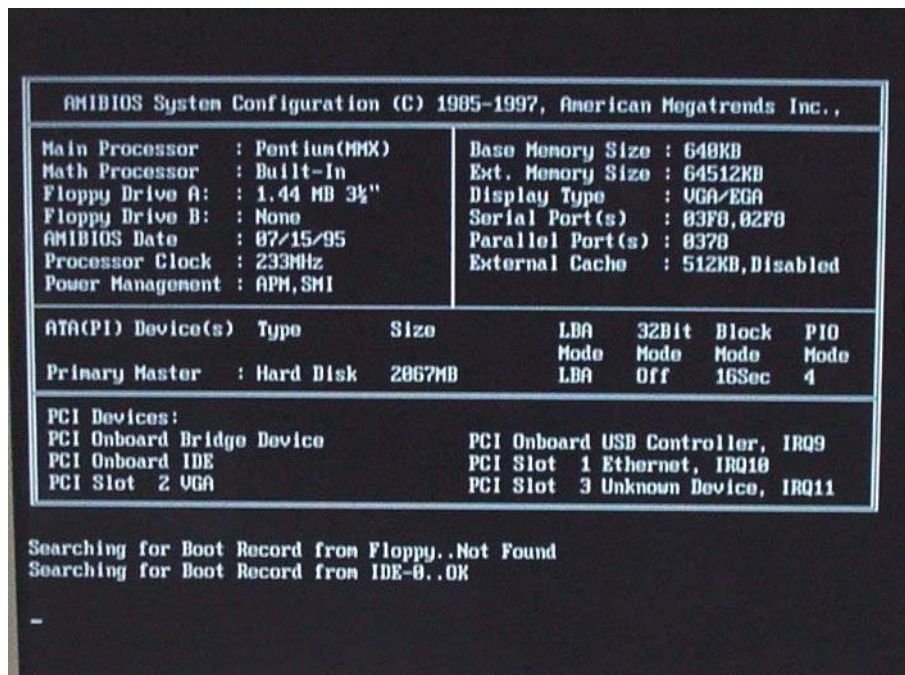 AMIBIOS System Configuration (C) 1985-1997, American Megatrends Inc.,
Main Processor : Pentium(MMX)
Math Processor : Built-In
Floppy Drive A: : 1.44 MB 3½"
Floppy Drive B: : None
AMIBIOS Date : 07/15/95
Processor Clock : 233MHz
Power Management : APM,SMI
Base Memory Size : 640KB
Ext. Memory Size : 64512KB
Display Type : VGA/EGA
Serial Port(s) : 03F8,02F8
Parallel Port(s) : 0378
External Cache : 512KB,Disabled
ATA(PI) Device(s) Type Size LBA 32Bit Block PIO
Mode Mode Mode Mode
Primary Master : Hard Disk 2067MB LBA Off 16Sec 4
PCI Devices:
PCI Onboard Bridge Device
PCI Onboard IDE
PCI Slot 2 VGA
PCI Onboard USB Controller, IRQ9
PCI Slot 1 Ethernet, IRQ10
PCI Slot 3 Unknown Device, IRQ11
Searching for Boot Record from Floppy..Not Found
Searching for Boot Record from IDE-0..OK
_